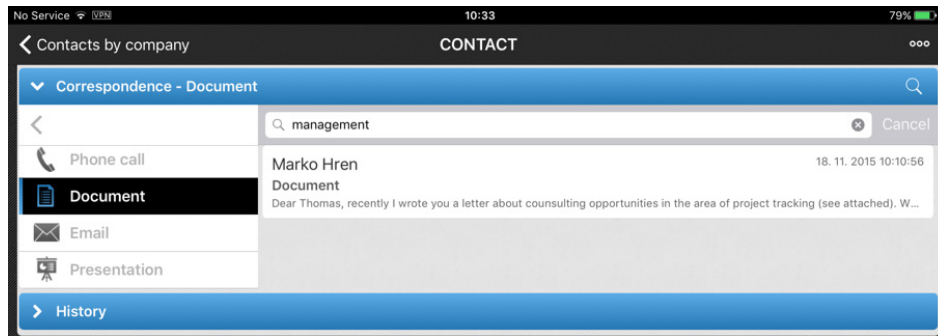 No Service VPN 10:33 79%
Contacts by company CONTACT
Correspondence - Document
management Cancel
Phone call
Document
Email
Presentation
Marko Hren 18. 11. 2015 10:10:56
Document
Dear Thomas, recently I wrote you a letter about counsulting opportunities in the area of project tracking (see attached). W...
History